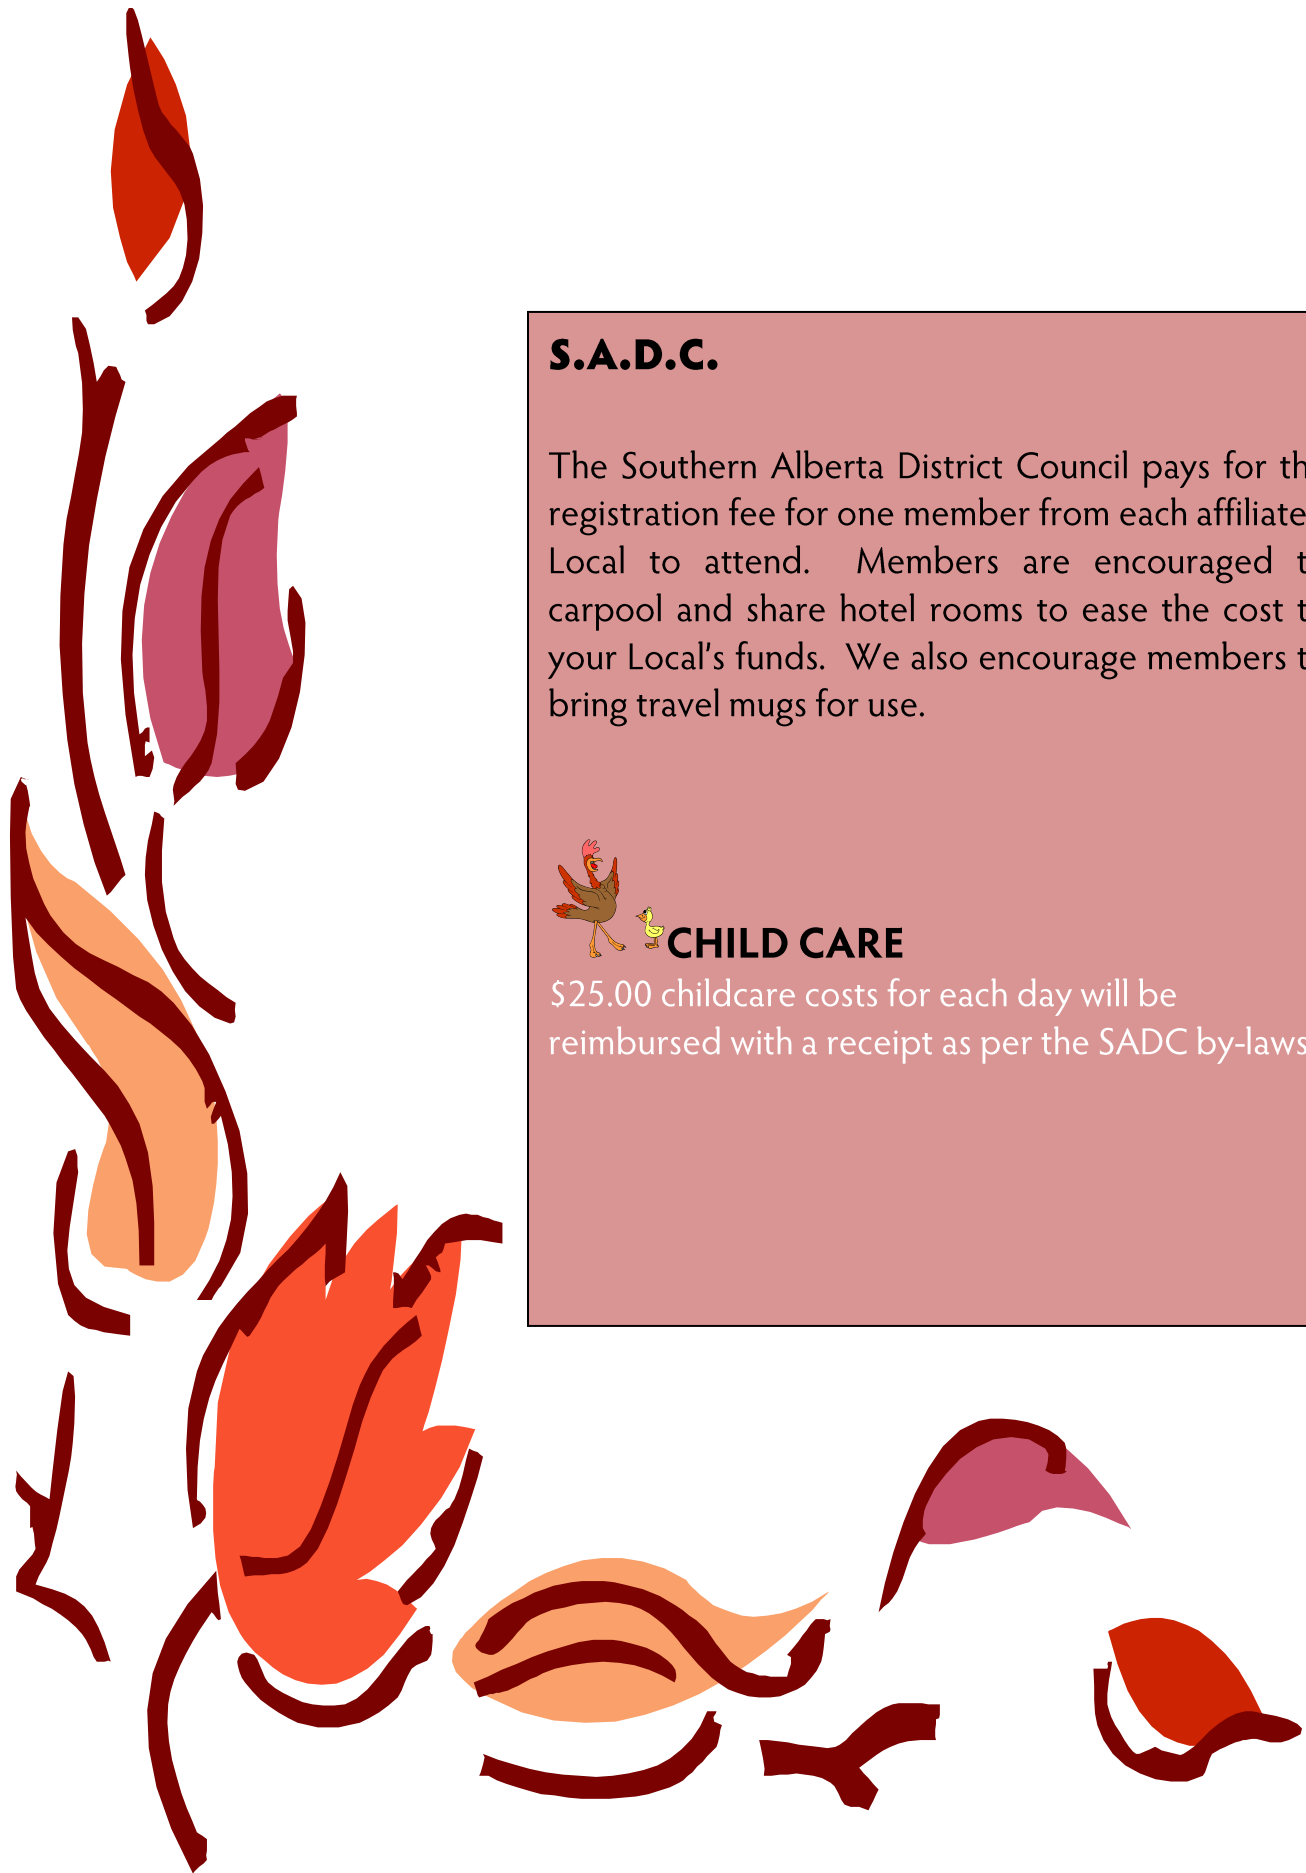 S.A.D.C.
The Southern Alberta District Council pays for th
registration fee for one member from each affiliate
Local to attend.  Members are encouraged t
carpool and share hotel rooms to ease the cost t
your Local's funds.  We also encourage members t
bring travel mugs for use.
CHILD CARE
$25.00 childcare costs for each day will be
reimbursed with a receipt as per the SADC by-laws